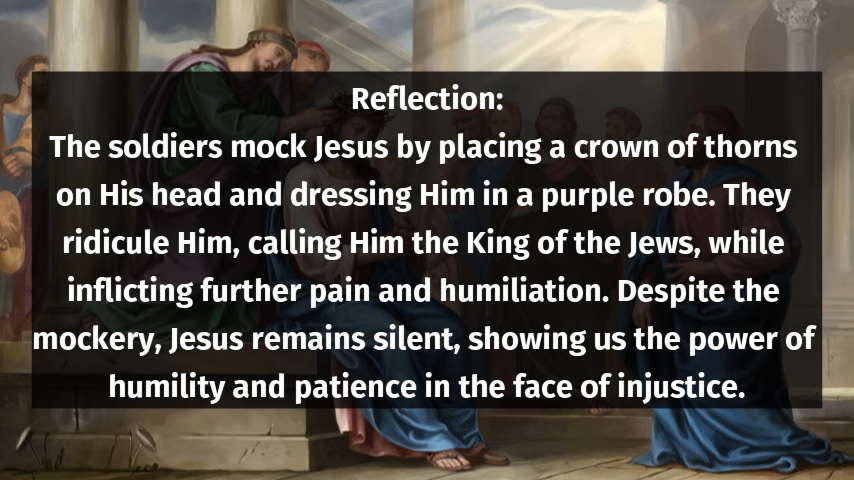 Reflection:
The soldiers mock Jesus by placing a crown of thorns
on His head and dressing Him in a purple robe. They
ridicule Him, calling Him the King of the Jews, while
inflicting further pain and humiliation. Despite the
mockery, Jesus remains silent, showing us the power of
humility and patience in the face of injustice.